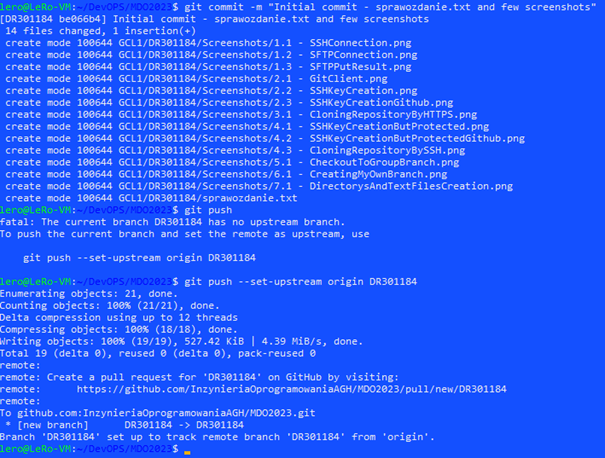 lero@LeRo-VM:~/DevOPS/MDO2023$ git commit -m "Initial commit - sprawozdanie.txt and few screenshots"
[DR301184 be066b4] Initial commit - sprawozdanie.txt and few screenshots
 14 files changed, 1 insertion(+)
 create mode 100644 GCL1/DR301184/Screenshots/1.1 - SSHConnection.png
 create mode 100644 GCL1/DR301184/Screenshots/1.2 - SFTPConnection.png
 create mode 100644 GCL1/DR301184/Screenshots/1.3 - SFTPPutResult.png
 create mode 100644 GCL1/DR301184/Screenshots/2.1 - GitClient.png
 create mode 100644 GCL1/DR301184/Screenshots/2.2 - SSHKeyCreation.png
 create mode 100644 GCL1/DR301184/Screenshots/2.3 - SSHKeyCreationGithub.png
 create mode 100644 GCL1/DR301184/Screenshots/3.1 - CloningRepositoryByHTTPS.png
 create mode 100644 GCL1/DR301184/Screenshots/4.1 - SSHKeyCreationButProtected.png
 create mode 100644 GCL1/DR301184/Screenshots/4.2 - SSHKeyCreationButProtectedGithub.png
 create mode 100644 GCL1/DR301184/Screenshots/4.3 - CloningRepositoryBySSH.png
 create mode 100644 GCL1/DR301184/Screenshots/5.1 - CheckoutToGroupBranch.png
 create mode 100644 GCL1/DR301184/Screenshots/6.1 - CreatingMyOwnBranch.png
 create mode 100644 GCL1/DR301184/Screenshots/7.1 - DirectorysAndTextFilesCreation.png
 create mode 100644 GCL1/DR301184/sprawozdanie.txt
lero@LeRo-VM:~/DevOPS/MDO2023$ git push
fatal: The current branch DR301184 has no upstream branch.
To push the current branch and set the remote as upstream, use
    git push --set-upstream origin DR301184
lero@LeRo-VM:~/DevOPS/MDO2023$ git push --set-upstream origin DR301184
Enumerating objects: 21, done.
Counting objects: 100% (21/21), done.
Delta compression using up to 12 threads
Compressing objects: 100% (18/18), done.
Writing objects: 100% (19/19), 527.42 KiB | 4.39 MiB/s, done.
Total 19 (delta 0), reused 0 (delta 0), pack-reused 0
remote:
remote: Create a pull request for 'DR301184' on GitHub by visiting:
remote:      https://github.com/InzynieriaOprogramowaniaAGH/MDO2023/pull/new/DR301184
remote:
To github.com:InzynieriaOprogramowaniaAGH/MDO2023.git
 * [new branch]      DR301184 -> DR301184
Branch 'DR301184' set up to track remote branch 'DR301184' from 'origin'.
lero@LeRo-VM:~/DevOPS/MDO2023$